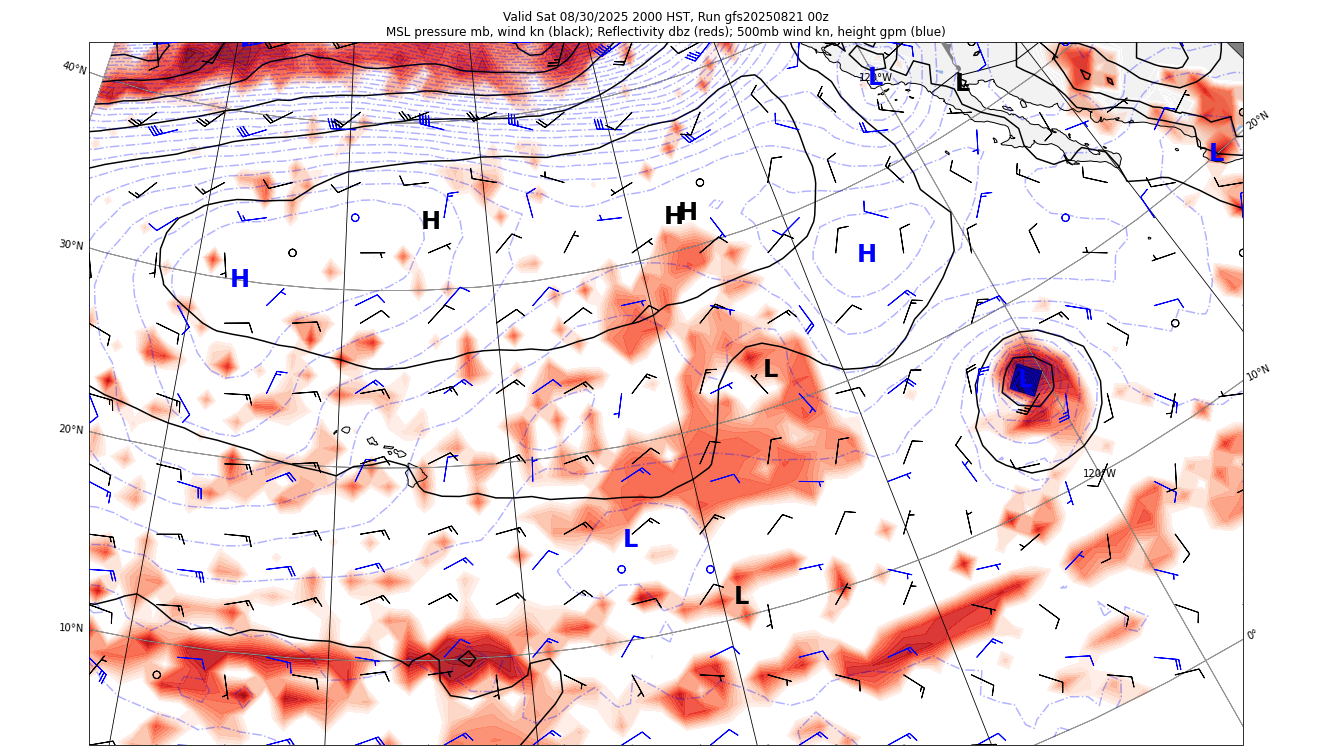 Valid Sat 08/30/2025 2000 HST, Run gfs20250821 00z
MSL pressure mb, wind kn (black); Reflectivity dbz (reds); 500mb wind kn, height gpm (blue)
40°N
120°W
L
L
20°N
L
H
H
H
30°N
H
H
10°N
L
L
20°N
120°W
L
L
10°N
0°